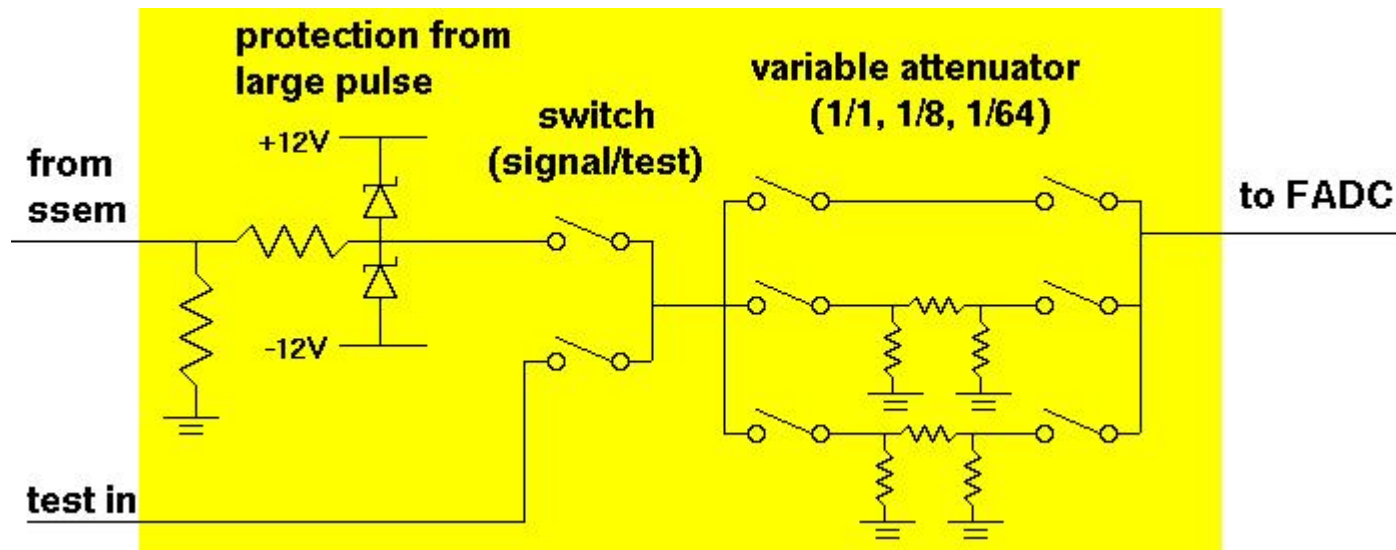 protection from
large pulse
variable attenuator
(1/1, 1/8, 1/64)
switch
(signal/test)
+12V
from
ssem
to FADC
-12V
test in